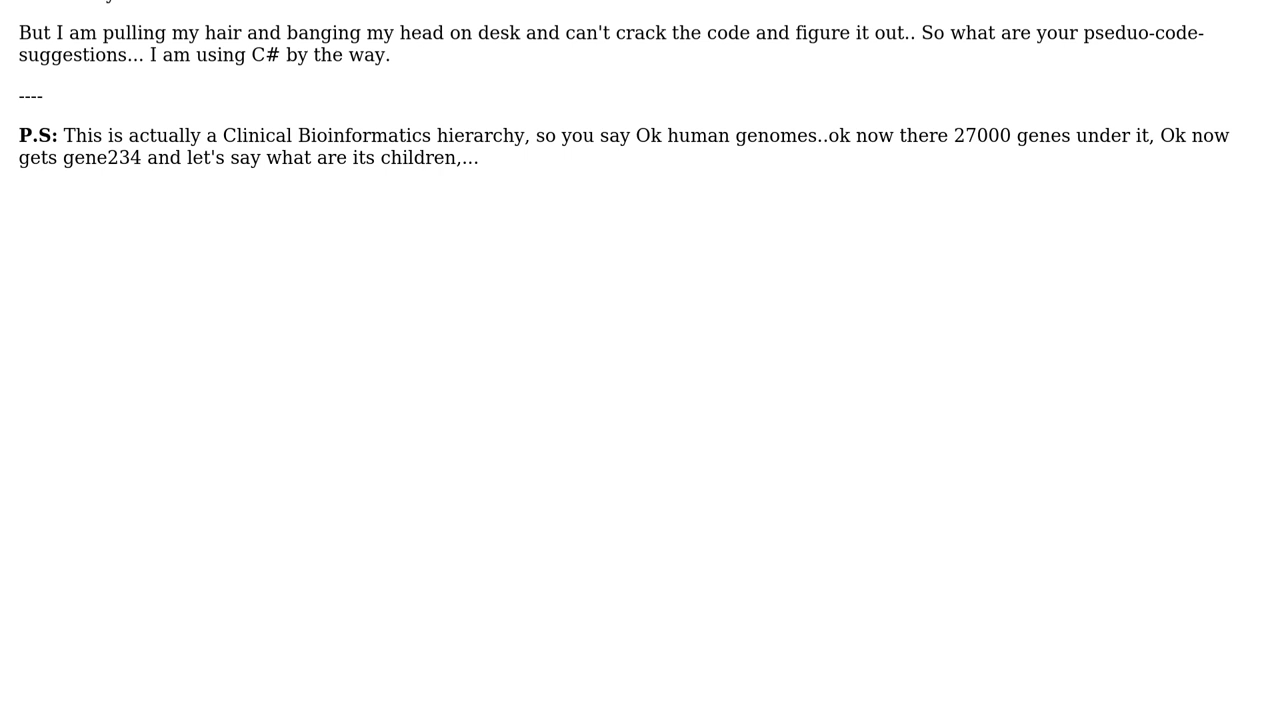 But I am pulling my hair and banging my head on desk and can't crack the code and figure it out.. So what are your pseduo-code-
suggestions... I am using C# by the way.
----
P.S: This is actually a Clinical Bioinformatics hierarchy, so you say Ok human genomes..ok now there 27000 genes under it, Ok now
gets gene234 and let's say what are its children,...